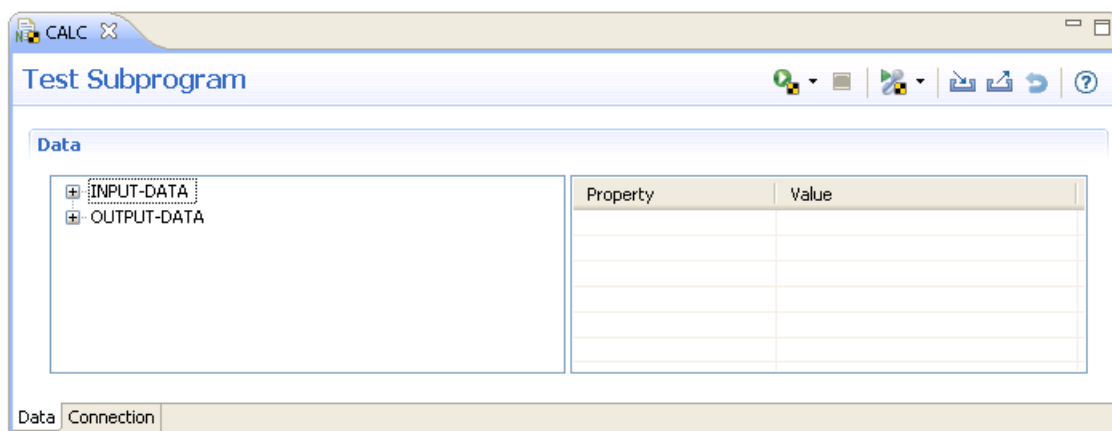 CALC
Test Subprogram
Data
INPUT-DATA
OUTPUT-DATA
Property Value
Data Connection